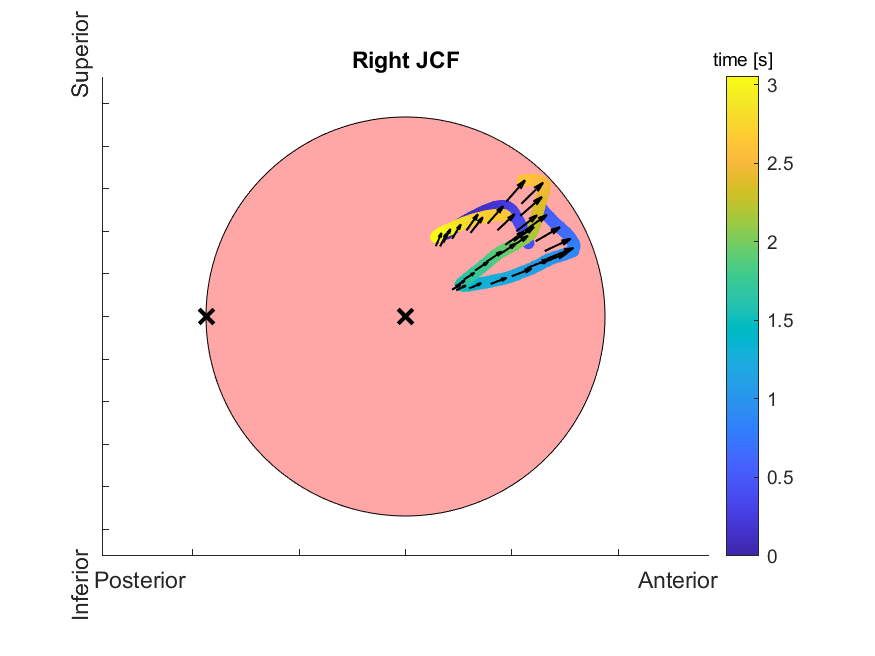 Right JCF
time [s]
Superior
Inferior
Posterior
Anterior
3
2.5
2
1.5
1
0.5
0